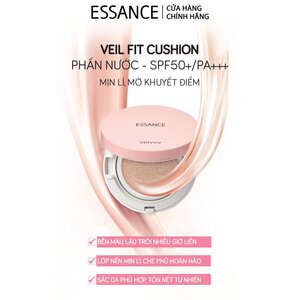 ESSANCE
CỬA HÀNG
CHÍNH HÃNG
VEIL FIT CUSHION
PHẤN NƯỚC - SPF50+/PA+++
MỊN LÌ, MỜ KHUYẾT ĐIỂM
ESSANCE
VOIVOV
BỀN MÀU, LÂU TRÔI NHIỀU GIỜ LIỀN
LỚP NỀN MỊN LÌ, CHE PHỦ HOÀN HẢO
SẮC DA PHÙ HỢP, TÔN NÉT TỰ NHIÊN